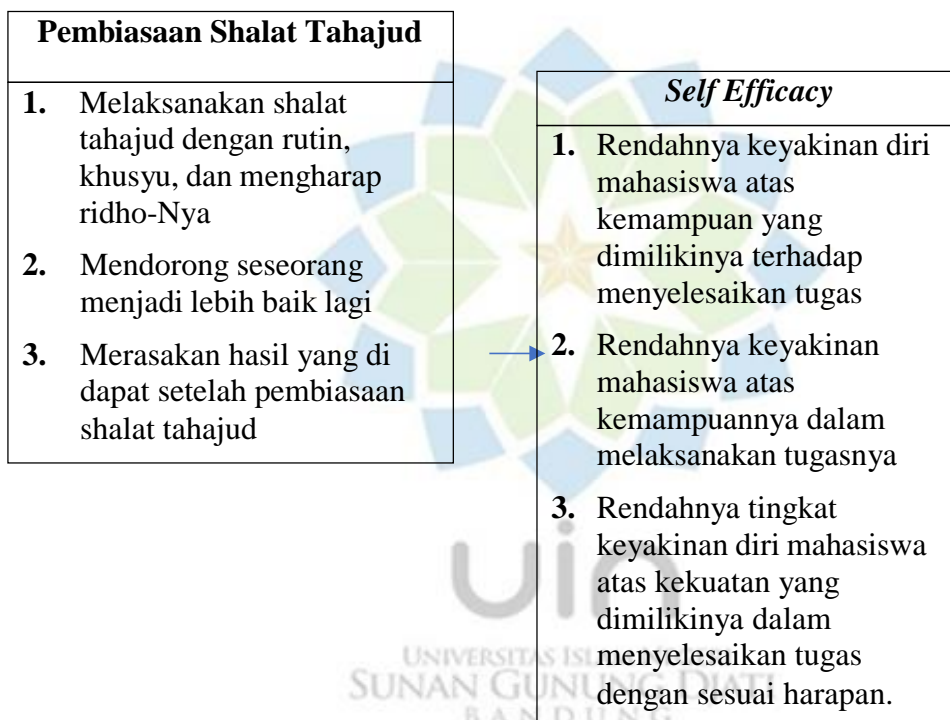 Pembiasaan Shalat Tahajud
1. Melaksanakan shalat
tahajud dengan rutin,
khusyu, dan mengharap
ridho-Nya
2. Mendorong seseorang
menjadi lebih baik lagi
3. Merasakan hasil yang di
dapat setelah pembiasaan
shalat tahajud
Self Efficacy
1. Rendahnya keyakinan diri
mahasiswa atas
kemampuan yang
dimilikinya terhadap
menyelesaikan tugas
2. Rendahnya keyakinan
mahasiswa atas
kemampuannya dalam
melaksanakan tugasnya
3. Rendahnya tingkat
keyakinan diri mahasiswa
atas kekuatan yang
dimilikinya dalam
menyelesaikan tugas
dengan sesuai harapan.
uin
UNIVERSITAS
SUNAN GUNUNG DJATI
BANDUNG